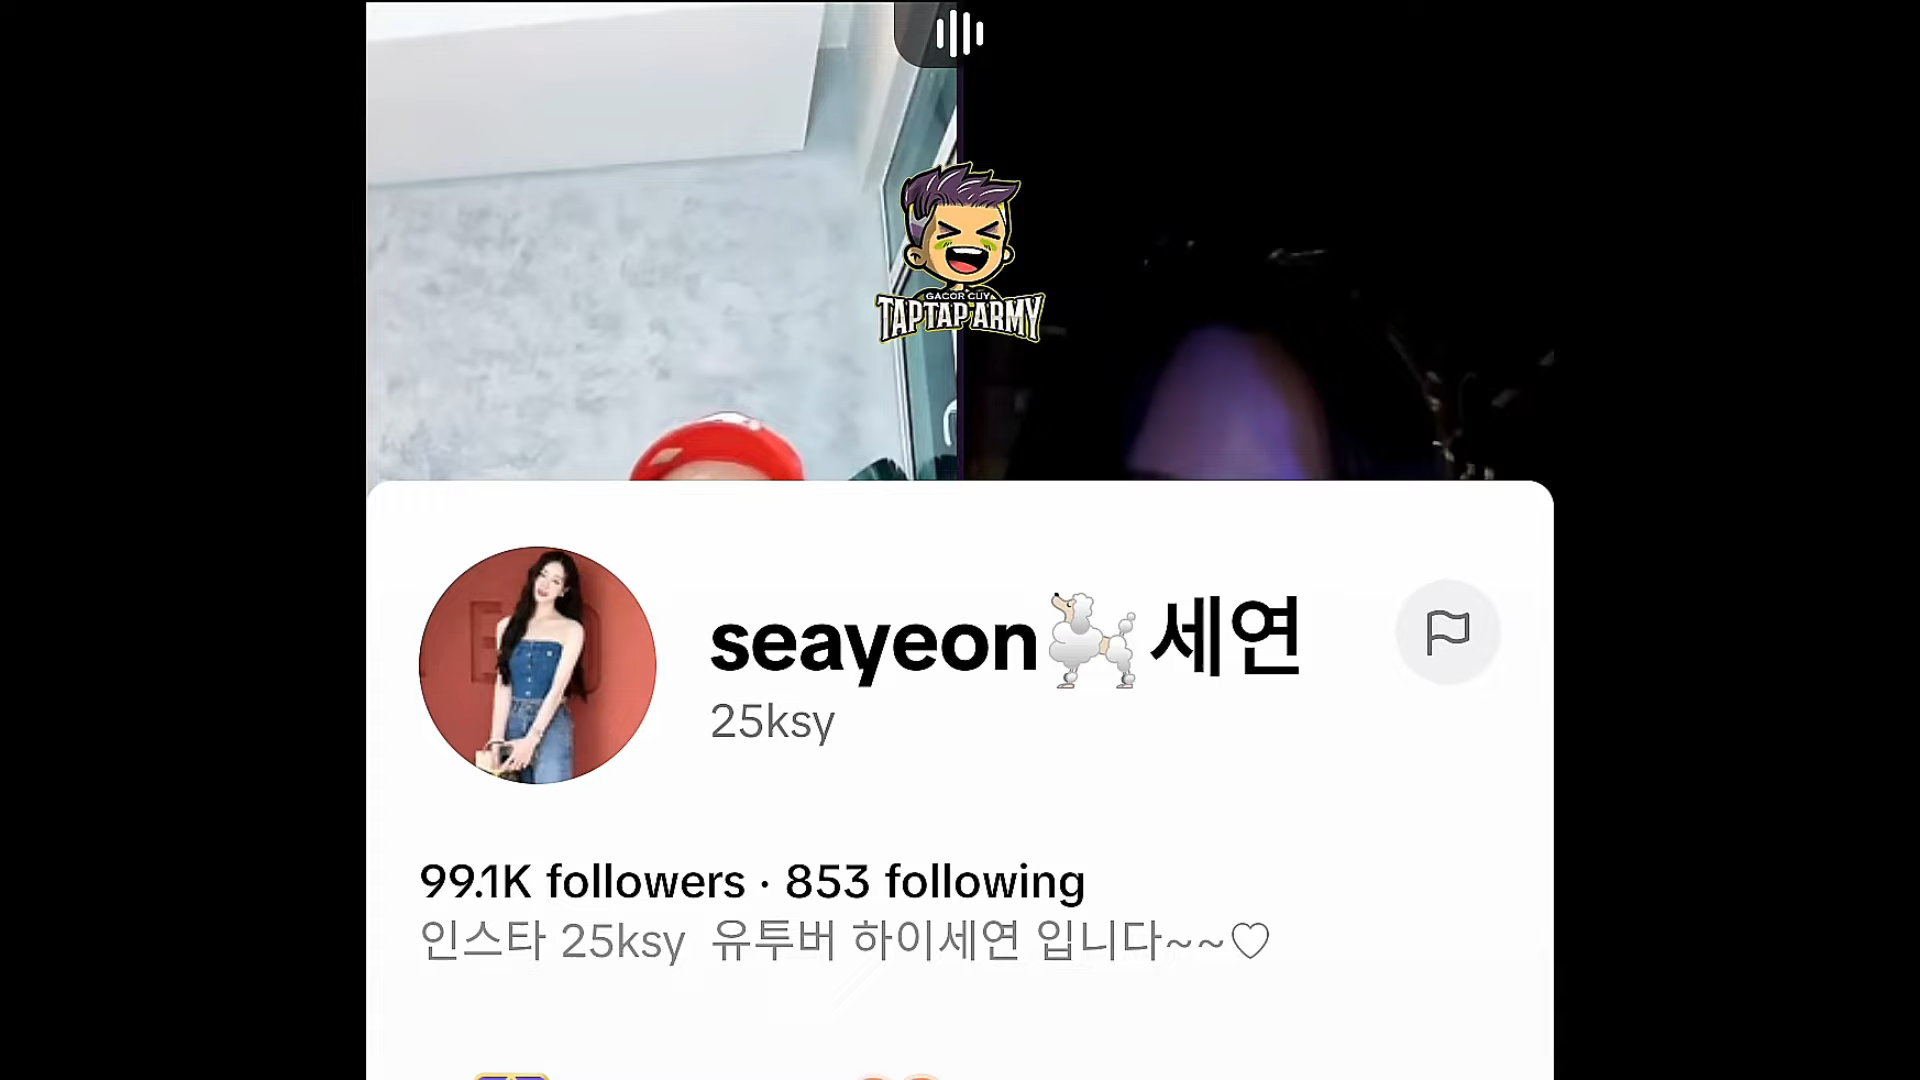 GACOR CUY
TAPTAP ARMY
seayeon🐩세연
25ksy
99.1K followers · 853 following
인스타 25ksy 유투버 하이세연 입니다~~♡